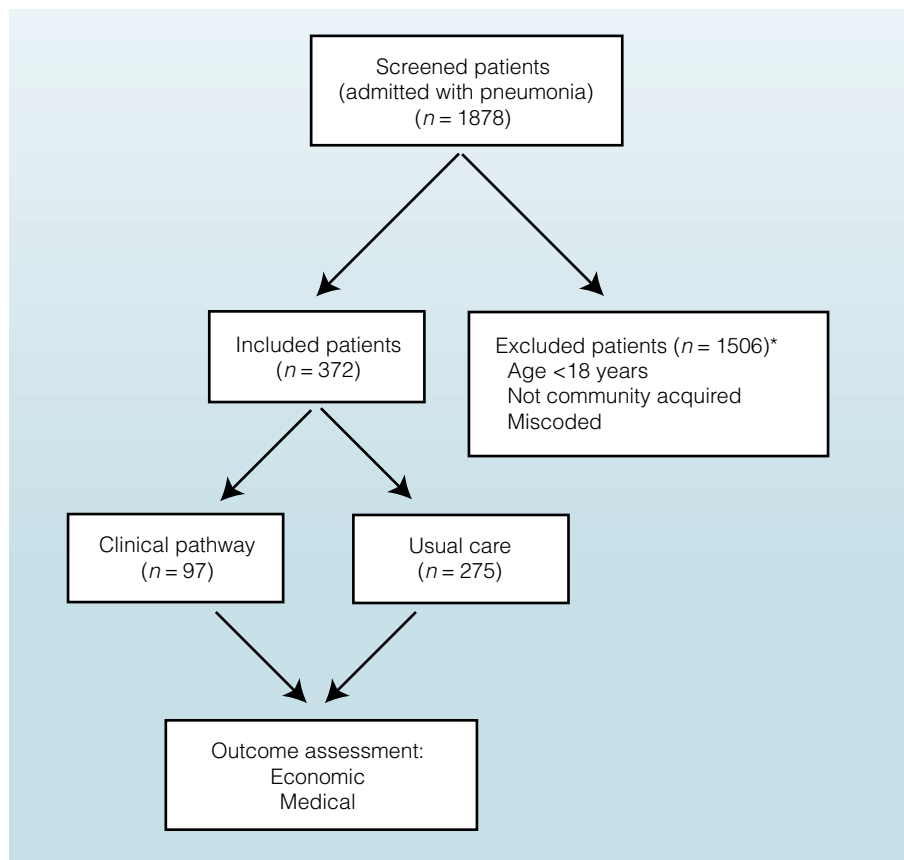 Screened patients
(admitted with pneumonia)
(n = 1878)
Included patients
(n = 372)
Excluded patients (n = 1506)*
Age <18 years
Not community acquired
Miscoded
Clinical pathway
(n = 97)
Usual care
(n = 275)
Outcome assessment:
Economic
Medical